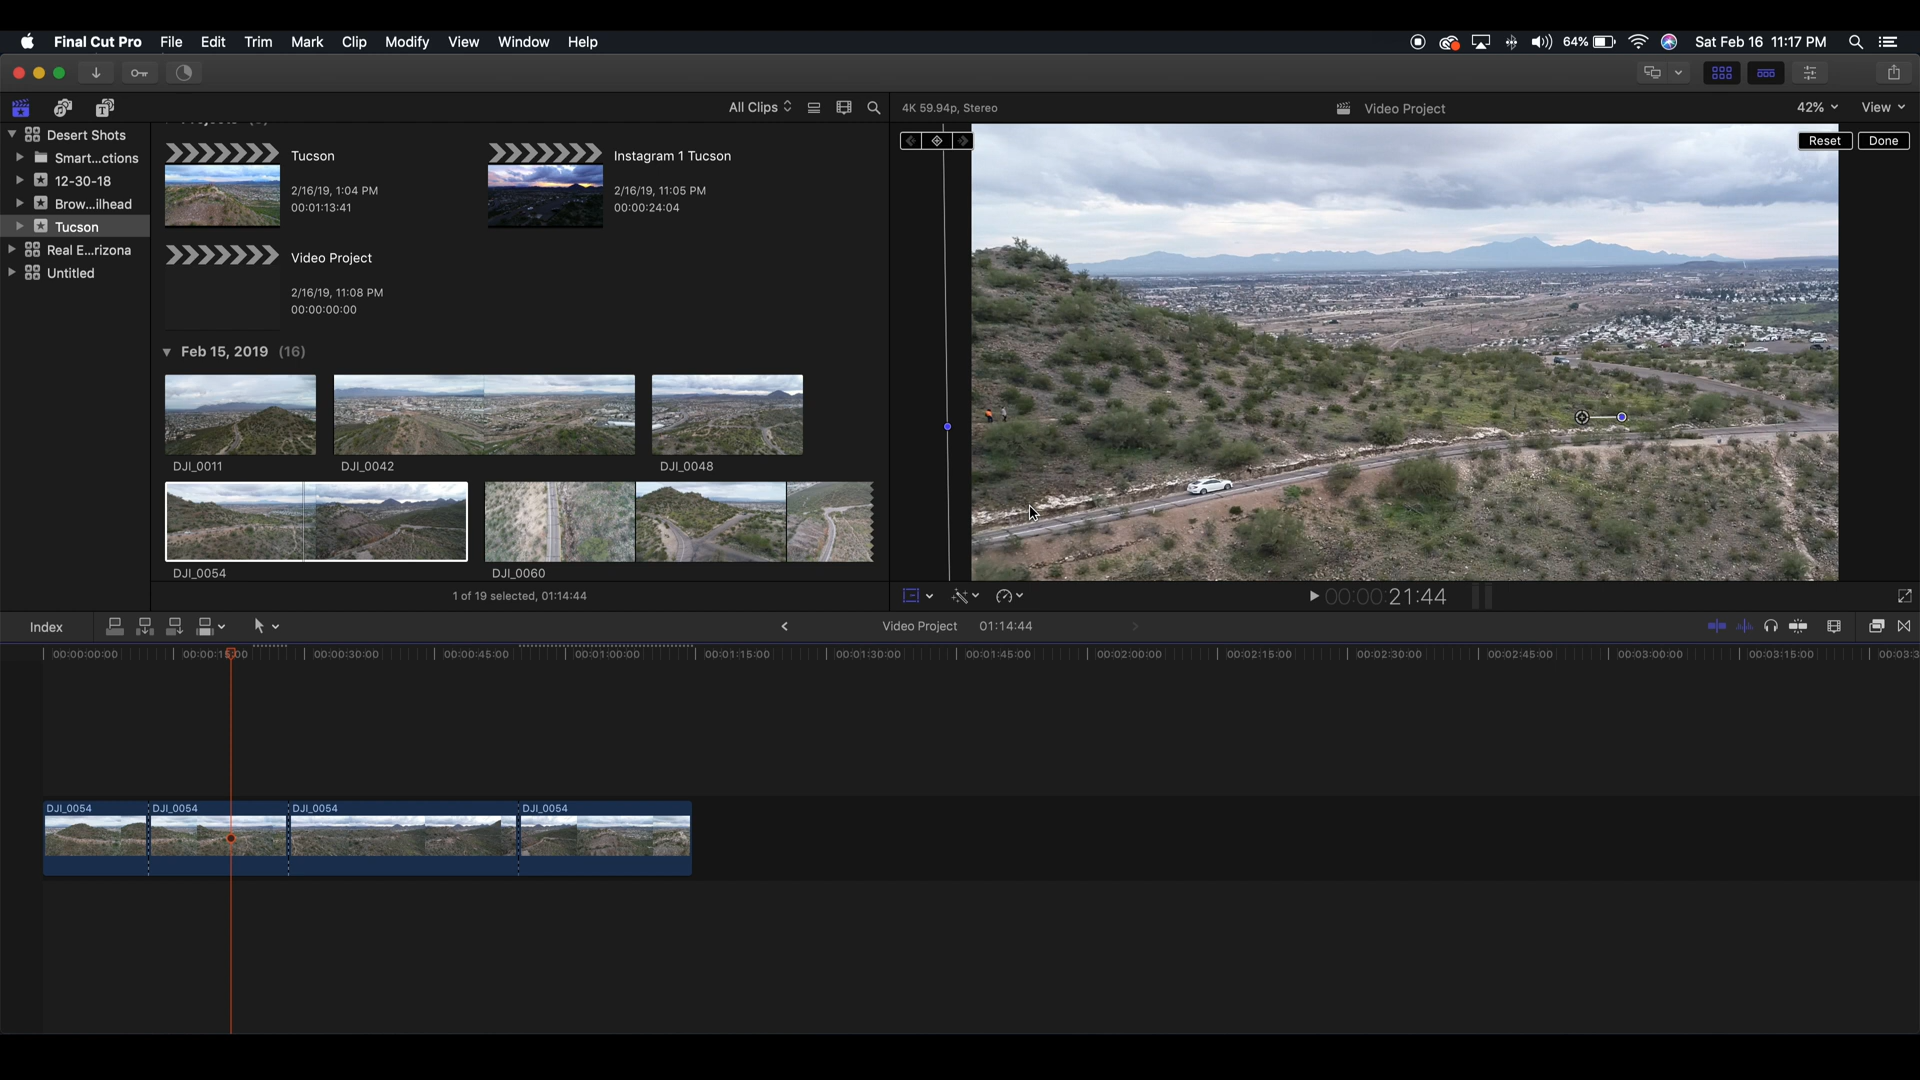 Final Cut Pro File Edit Trim Mark Clip Modify View Window Help 64% Sat Feb 16 11:17 PM
All Clips 4K 59.94p, Stereo Video Project 42% View
Desert Shots
Smart...ctions
12-30-18
Brow...ilhead
Tucson
Real E...rizona
Untitled
Tucson
2/16/19, 1:04 PM
00:01:13:41
Instagram 1 Tucson
2/16/19, 11:05 PM
00:00:24:04
Video Project
2/16/19, 11:08 PM
00:00:00:00
Feb 15, 2019 (16)
DJI_0011 DJI_0042 DJI_0048
DJI_0054 DJI_0060
1 of 19 selected, 01:14:44
Reset Done
00:00:21:44
Index Video Project 01:14:44
00:00:00:00 00:00:15:00 00:00:30:00 00:00:45:00 00:01:00:00 00:01:15:00 00:01:30:00 00:01:45:00 00:02:00:00 00:02:15:00 00:02:30:00 00:02:45:00 00:03:00:00 00:03:15:00 00:03:3
DJI_0054 DJI_0054 DJI_0054 DJI_0054